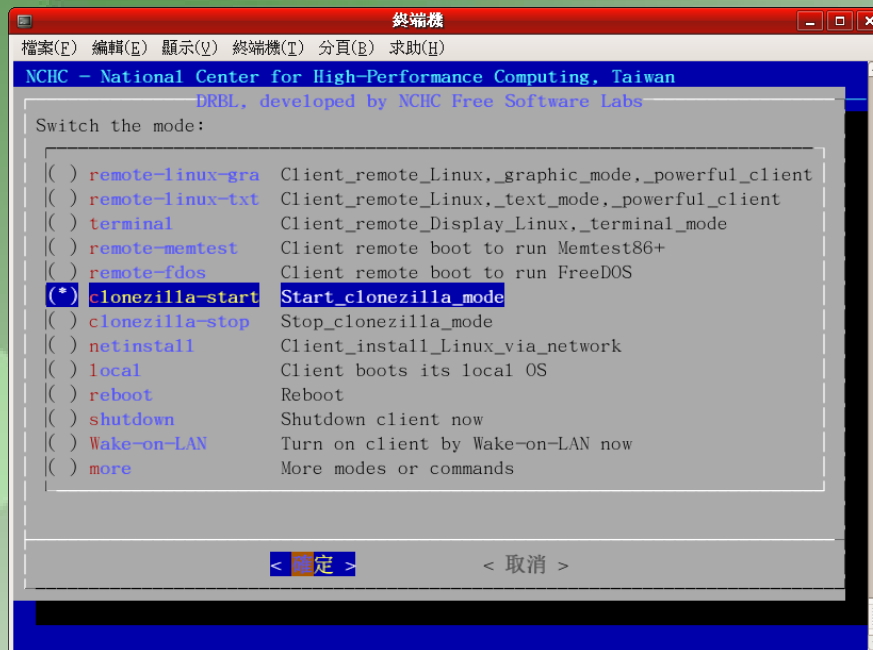 終端機
檔案(F) 編輯(E) 顯示(V) 終端機(T) 分頁(B) 求助(H)
NCHC - National Center for High-Performance Computing, Taiwan
DRBL, developed by NCHC Free Software Labs
Switch the mode:
( ) remote-linux-gra Client_remote_Linux,_graphic_mode,_powerful_client
( ) remote-linux-txt Client_remote_Linux,_text_mode,_powerful_client
( ) terminal Client_remote_Display_Linux,_terminal_mode
( ) remote-memtest Client remote boot to run Memtest86+
( ) remote-fdos Client remote boot to run FreeDOS
(*) clonezilla-start Start_clonezilla_mode
( ) clonezilla-stop Stop_clonezilla_mode
( ) netinstall Client_install_Linux_via_network
( ) local Client boots its local OS
( ) reboot Reboot
( ) shutdown Shutdown client now
( ) Wake-on-LAN Turn on client by Wake-on-LAN now
( ) more More modes or commands
< 確定 > < 取消 >